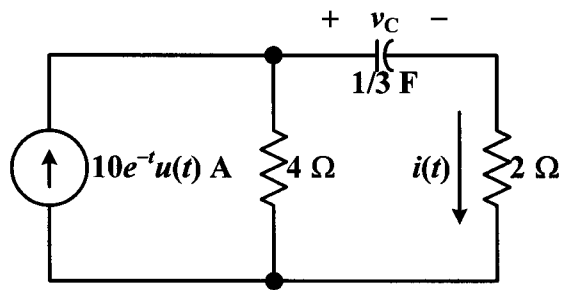 + v_C −
1/3 F
10e^{−t}u(t) A
4 Ω
i(t)
2 Ω